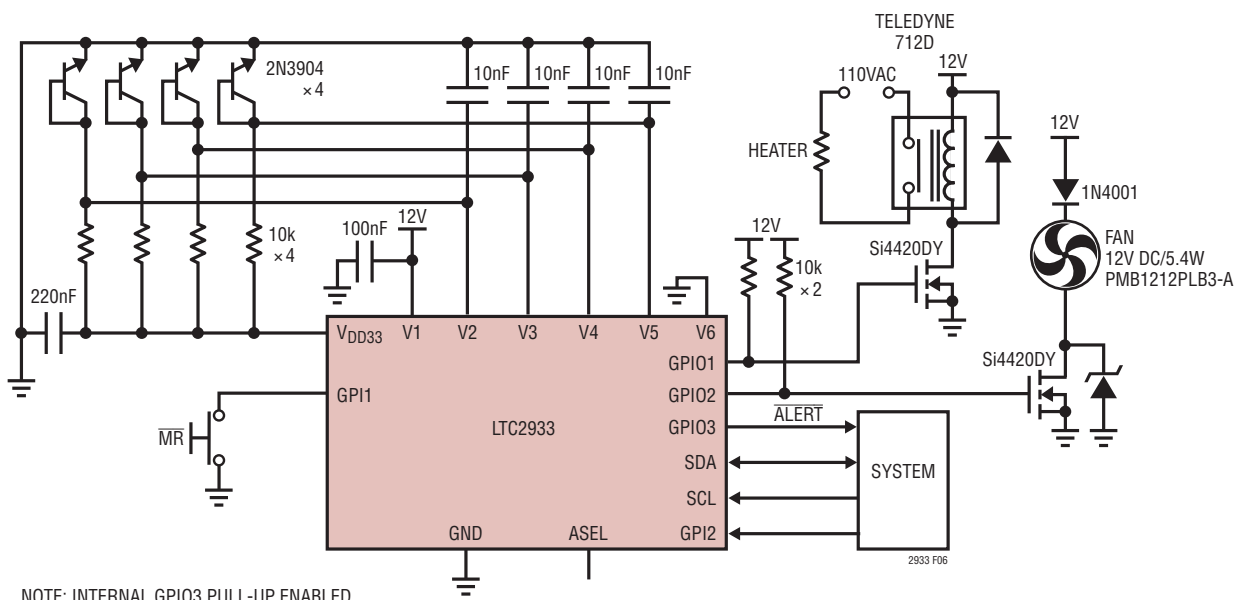 TELEDYNE
712D
2N3904
×4
10nF
10nF
10nF
10nF
110VAC
12V
12V
HEATER
1N4001
FAN
12V DC/5.4W
PMB1212PLB3-A
100nF
12V
12V
10k
×4
10k
×2
Si4420DY
220nF
Si4420DY
VDD33
V1
V2
V3
V4
V5
V6
GPIO1
GPI1
GPIO2
MR
LTC2933
GPIO3
ALERT
SDA
SYSTEM
SCL
GND
ASEL
GPI2
2933 F06
NOTE: INTERNAL GPIO3 PULL-UP ENABLED